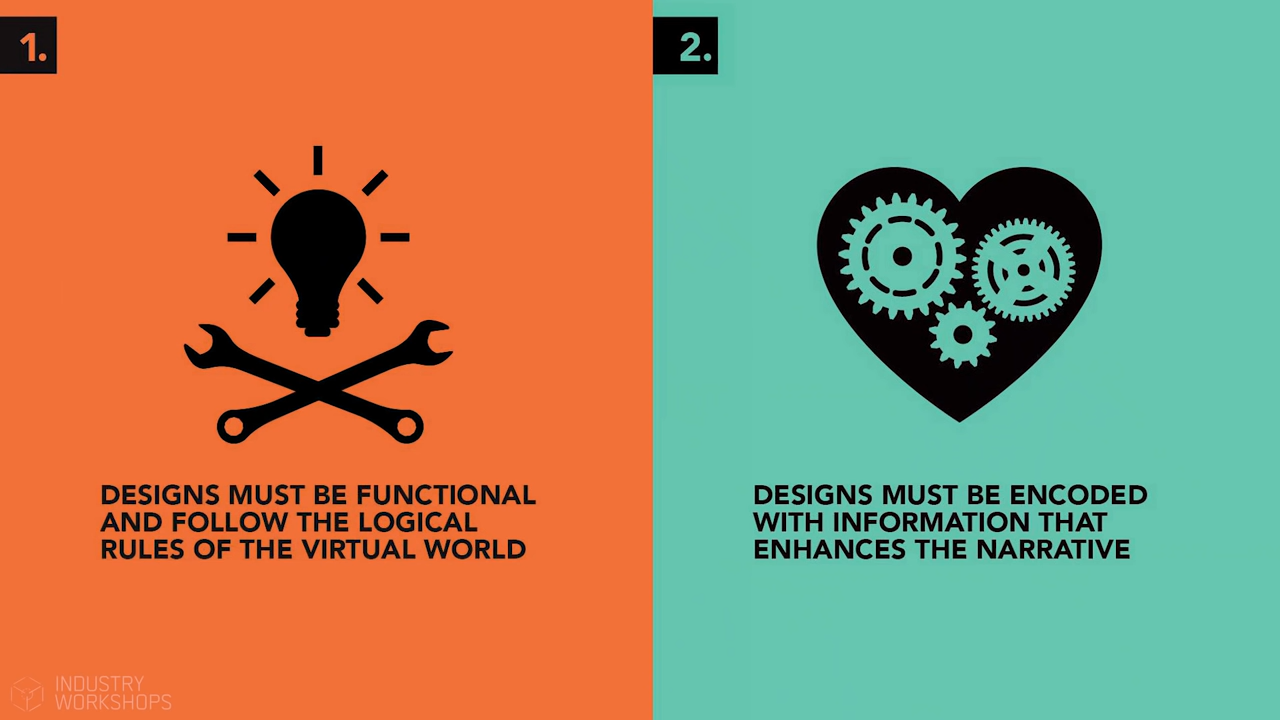 1.
DESIGNS MUST BE FUNCTIONAL
AND FOLLOW THE LOGICAL
RULES OF THE VIRTUAL WORLD
2.
DESIGNS MUST BE ENCODED
WITH INFORMATION THAT
ENHANCES THE NARRATIVE
INDUSTRY
WORKSHOPS